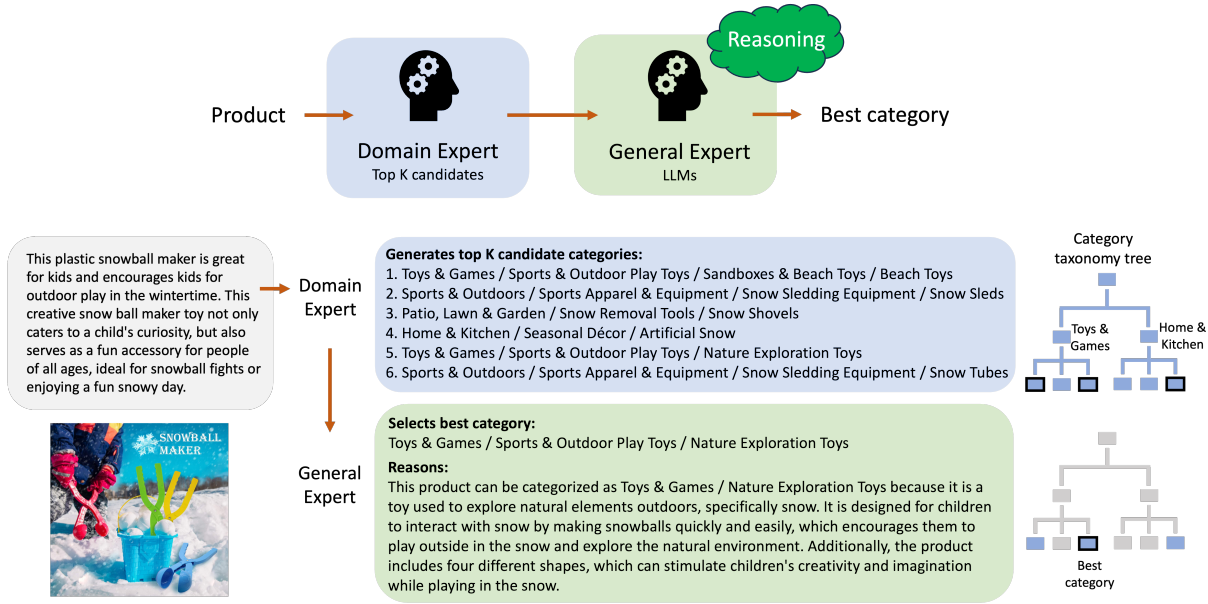 Reasoning
Product
Domain Expert
Top K candidates
General Expert
LLMs
Best category
This plastic snowball maker is great
for kids and encourages kids for
outdoor play in the wintertime. This
creative snow ball maker toy not only
caters to a child's curiosity, but also
serves as a fun accessory for people
of all ages, ideal for snowball fights or
enjoying a fun snowy day.
SNOWBALL
MAKER
Domain
Expert
Generates top K candidate categories:
1. Toys & Games / Sports & Outdoor Play Toys / Sandboxes & Beach Toys / Beach Toys
2. Sports & Outdoors / Sports Apparel & Equipment / Snow Sledding Equipment / Snow Sleds
3. Patio, Lawn & Garden / Snow Removal Tools / Snow Shovels
4. Home & Kitchen / Seasonal Décor / Artificial Snow
5. Toys & Games / Sports & Outdoor Play Toys / Nature Exploration Toys
6. Sports & Outdoors / Sports Apparel & Equipment / Snow Sledding Equipment / Snow Tubes
Category
taxonomy tree
Toys &
Games
Home &
Kitchen
General
Expert
Selects best category:
Toys & Games / Sports & Outdoor Play Toys / Nature Exploration Toys
Reasons:
This product can be categorized as Toys & Games / Nature Exploration Toys because it is a
toy used to explore natural elements outdoors, specifically snow. It is designed for children
to interact with snow by making snowballs quickly and easily, which encourages them to
play outside in the snow and explore the natural environment. Additionally, the product
includes four different shapes, which can stimulate children's creativity and imagination
while playing in the snow.
Best
category